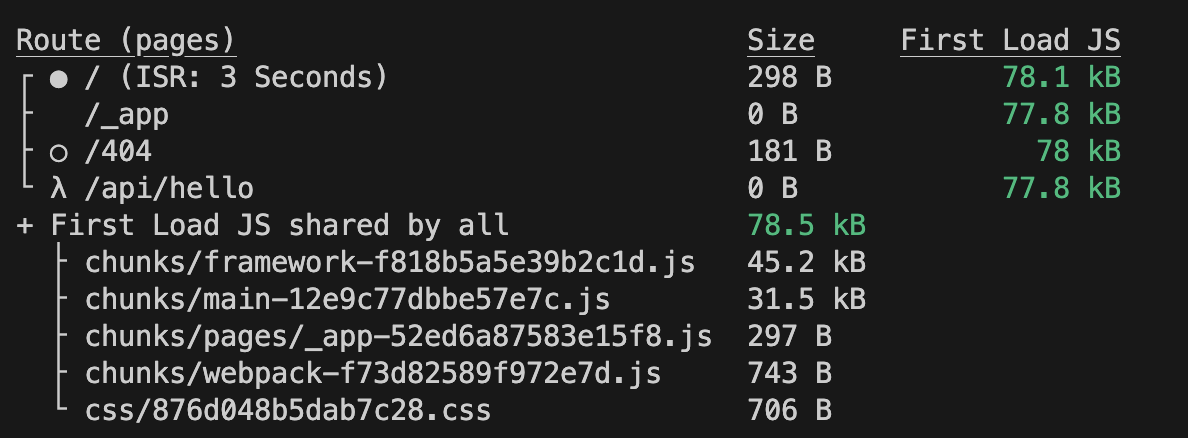 Route (pages) Size First Load JS
┌ ● / (ISR: 3 Seconds) 298 B 78.1 kB
├   /_app 0 B 77.8 kB
├ ○ /404 181 B 78 kB
└ λ /api/hello 0 B 77.8 kB
+ First Load JS shared by all 78.5 kB
├ chunks/framework-f818b5a5e39b2c1d.js 45.2 kB
├ chunks/main-12e9c77dbbe57e7c.js 31.5 kB
├ chunks/pages/_app-52ed6a87583e15f8.js 297 B
├ chunks/webpack-f73d82589f972e7d.js 743 B
└ css/876d048b5dab7c28.css 706 B